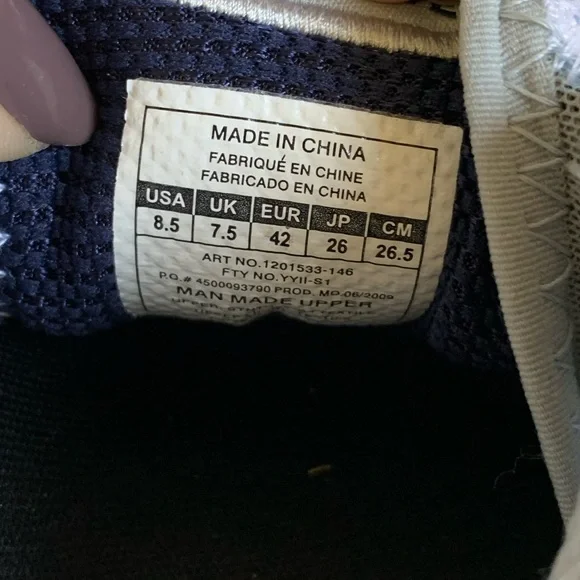 MADE IN CHINA
FABRIQUÉ EN CHINE
FABRICADO EN CHINA
USA UK EUR JP CM
8.5 7.5 42 26 26.5
ART NO.1201533-146
FTY NO.YYII-S1
P.O.# 4500093790 PROD. MO-06/2009
MAN MADE UPPER